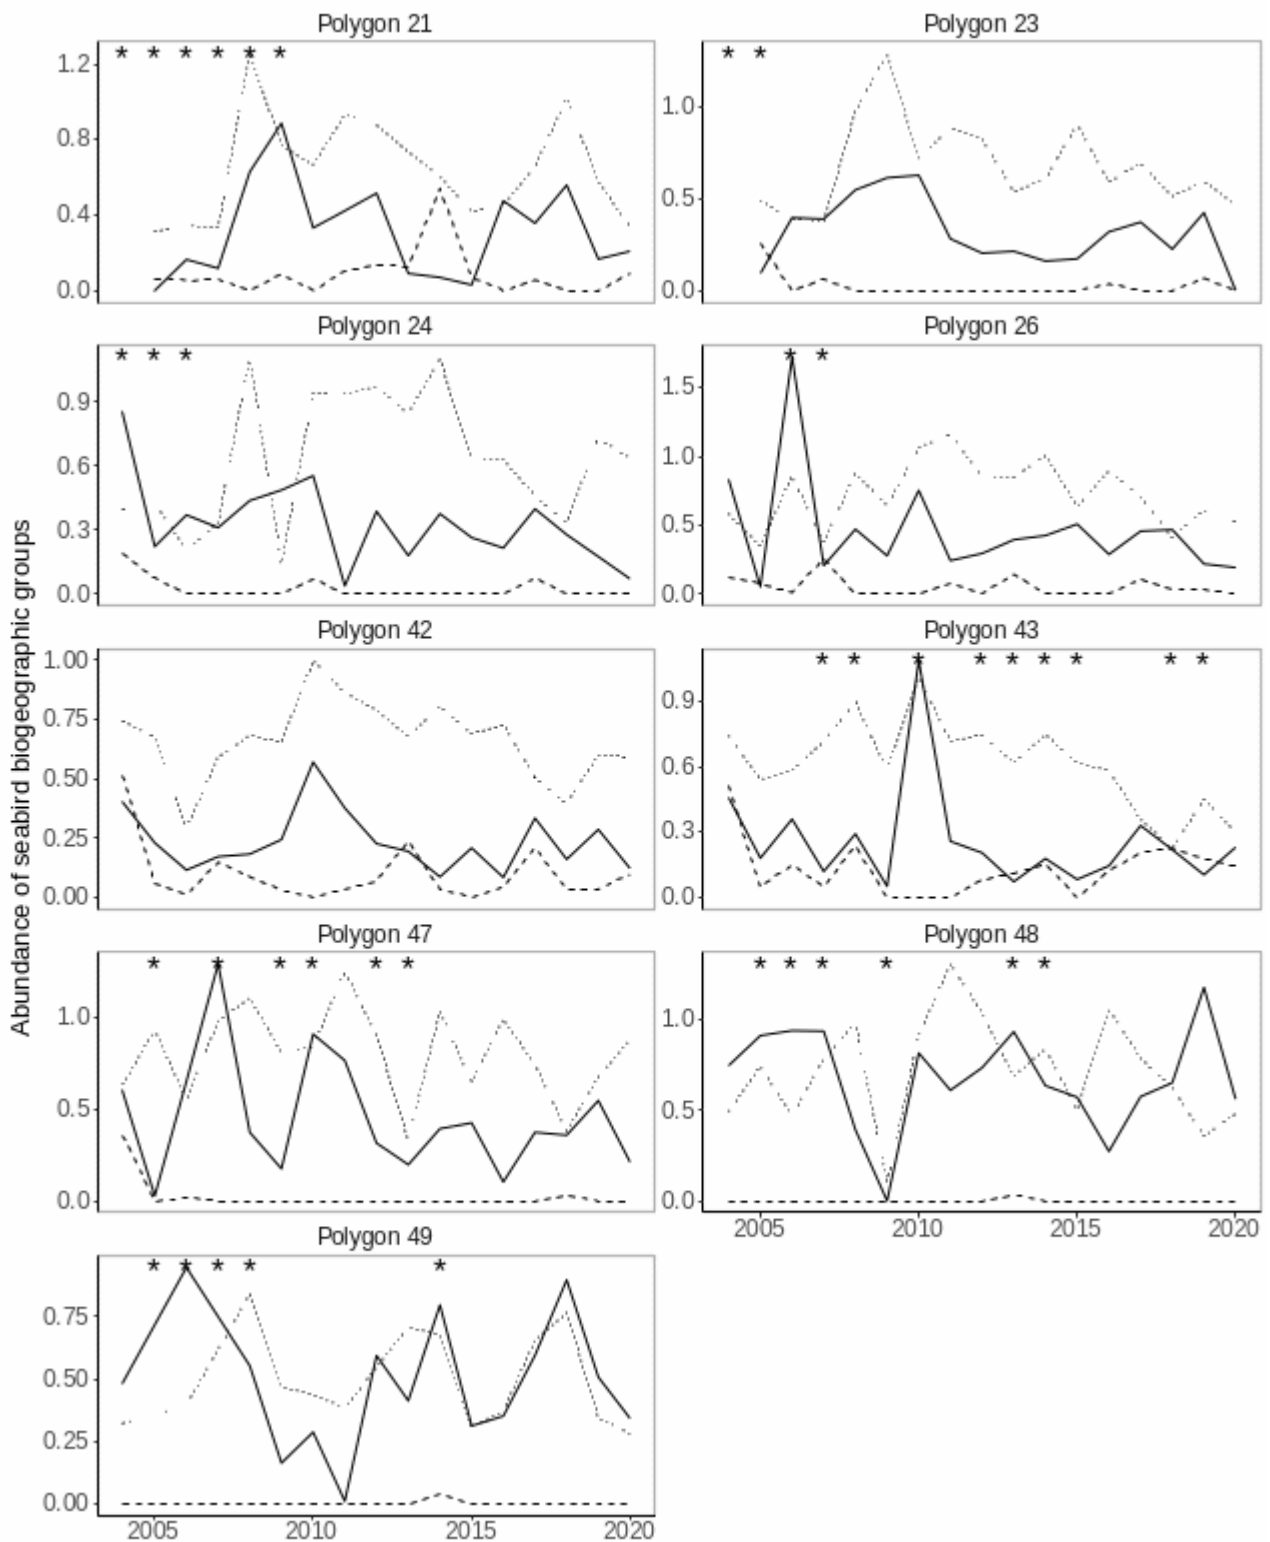 Abundance of seabird biogeographic groups
Polygon 21
* * * * * *
1.2
0.8
0.4
0.0
Polygon 23
* *
1.0
0.5
0.0
Polygon 24
* * *
0.9
0.6
0.3
0.0
Polygon 26
* *
1.5
1.0
0.5
0.0
Polygon 42
1.00
0.75
0.50
0.25
0.00
Polygon 43
* * * * * * * * *
0.9
0.6
0.3
0.0
Polygon 47
* * * * * *
1.0
0.5
0.0
Polygon 48
* * * * * *
1.0
0.5
0.0
2005 2010 2015 2020
Polygon 49
* * * * *
0.75
0.50
0.25
0.00
2005 2010 2015 2020